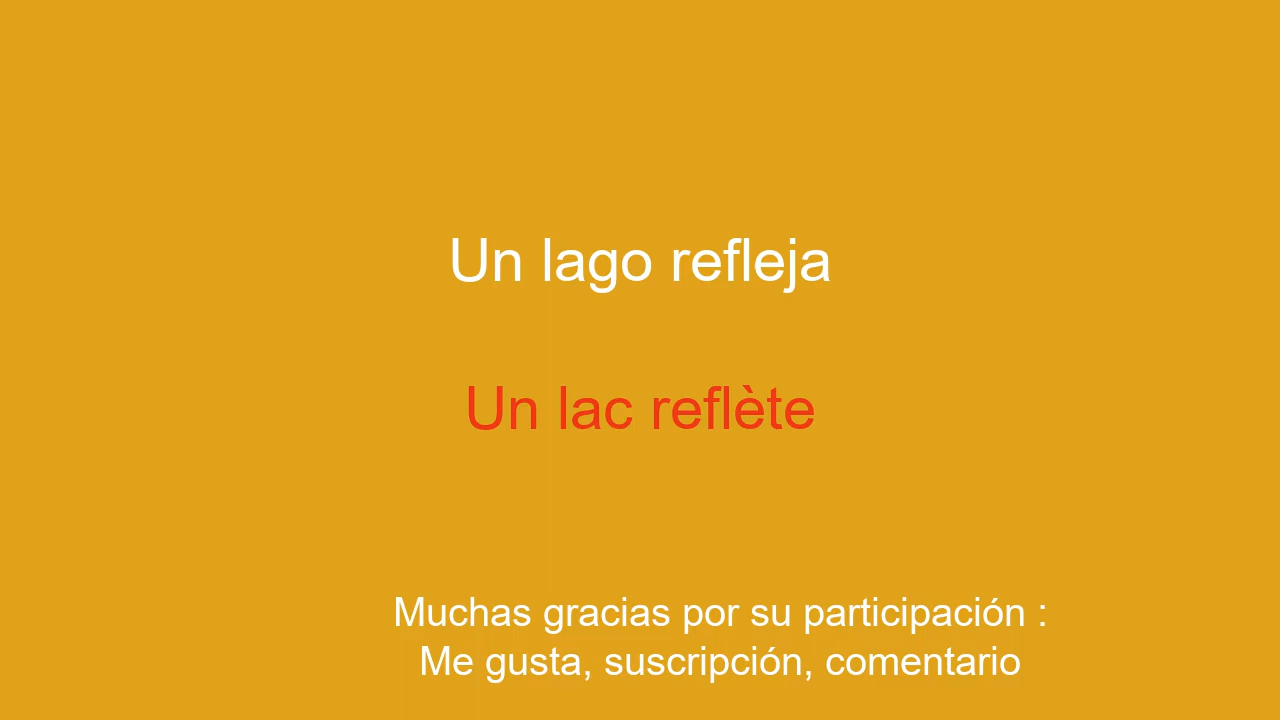 Un lago refleja
Un lac reflète
Muchas gracias por su participación :
Me gusta, suscripción, comentario